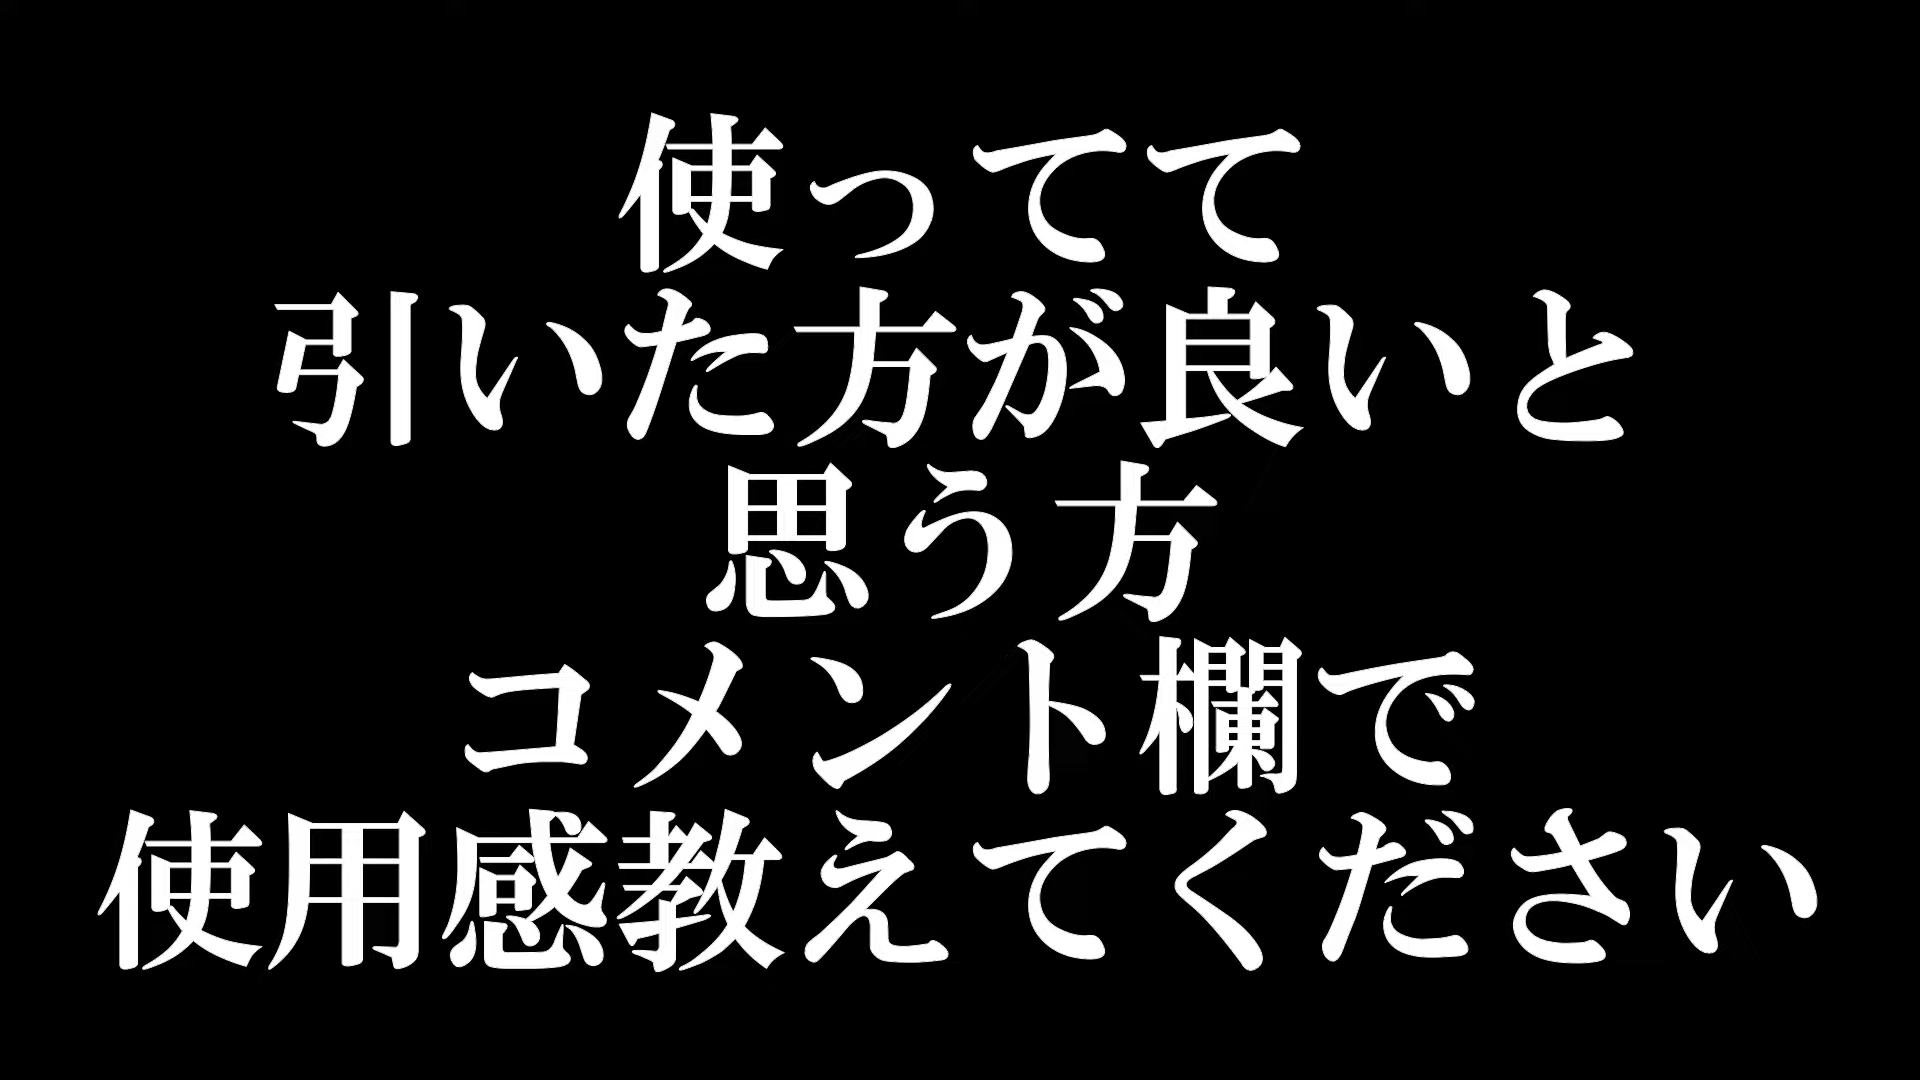 使ってて
引いた方が良いと
思う方
コメント欄で
使用感教えてください